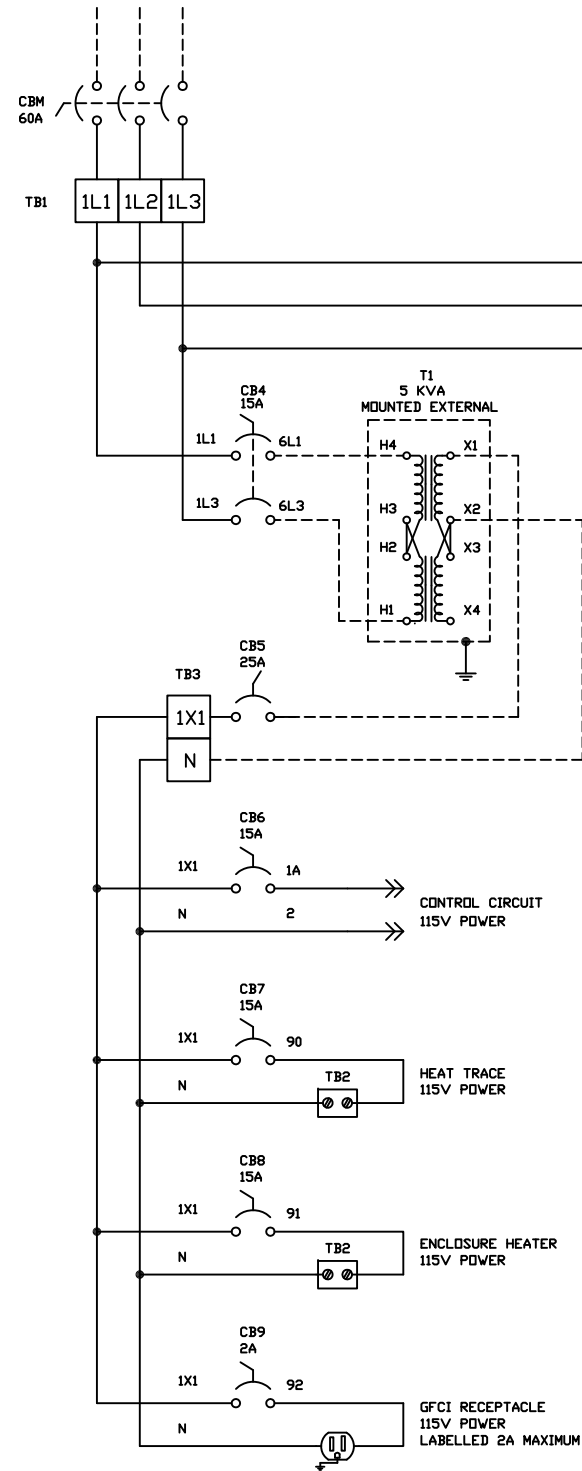 CBM
60A
TB1
1L1 1L2 1L3
CB4
15A
1L1 6L1
1L3 6L3
T1
5 KVA
MOUNTED EXTERNAL
H4 X1
H3 X2
H2 X3
H1 X4
CB5
25A
TB3
1X1
N
CB6
15A
1X1 1A
N 2
CONTROL CIRCUIT
115V POWER
CB7
15A
1X1 90
N
TB2
HEAT TRACE
115V POWER
CB8
15A
1X1 91
N
TB2
ENCLOSURE HEATER
115V POWER
CB9
2A
1X1 92
N
GFCI RECEPTACLE
115V POWER
LABELLED 2A MAXIMUM